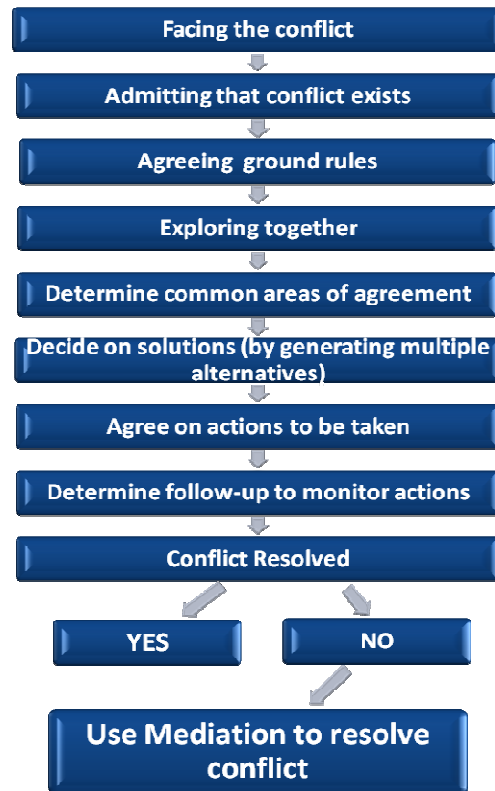 Facing the conflict
Admitting that conflict exists
Agreeing ground rules
Exploring together
Determine common areas of agreement
Decide on solutions (by generating multiple
alternatives)
Agree on actions to be taken
Determine follow-up to monitor actions
Conflict Resolved
YES
NO
Use Mediation to resolve
conflict